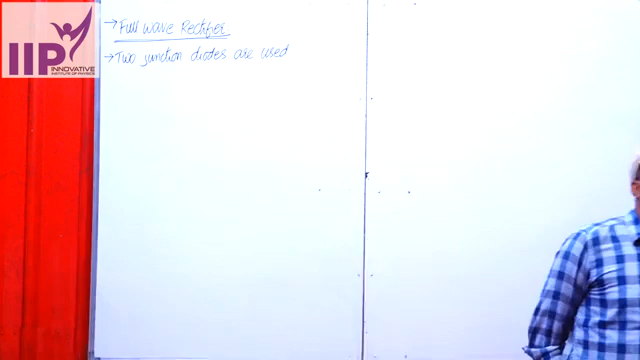 → Full wave Rectifier
→ Two junction diodes are used
IIP
INNOVATIVE
INSTITUTE OF PHYSICS